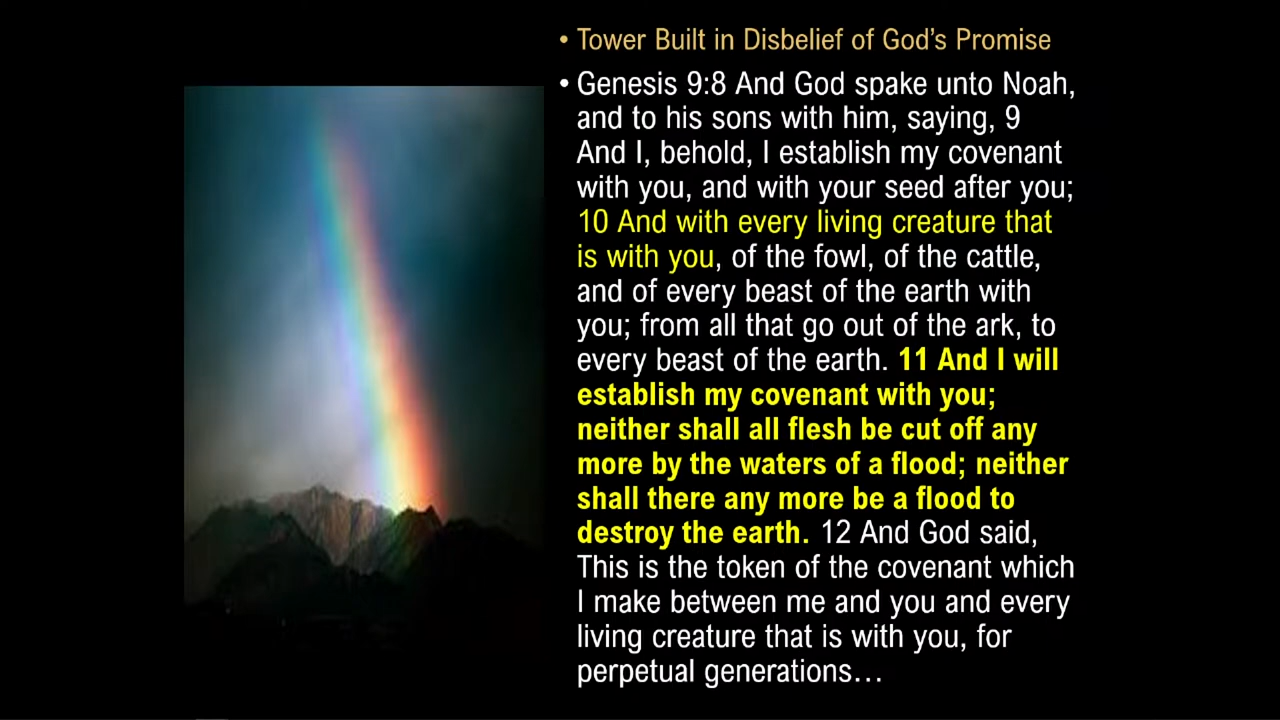 • Tower Built in Disbelief of God's Promise
• Genesis 9:8 And God spake unto Noah,
and to his sons with him, saying, 9
And I, behold, I establish my covenant
with you, and with your seed after you;
10 And with every living creature that
is with you, of the fowl, of the cattle,
and of every beast of the earth with
you; from all that go out of the ark, to
every beast of the earth. 11 And I will
establish my covenant with you;
neither shall all flesh be cut off any
more by the waters of a flood; neither
shall there any more be a flood to
destroy the earth. 12 And God said,
This is the token of the covenant which
I make between me and you and every
living creature that is with you, for
perpetual generations…